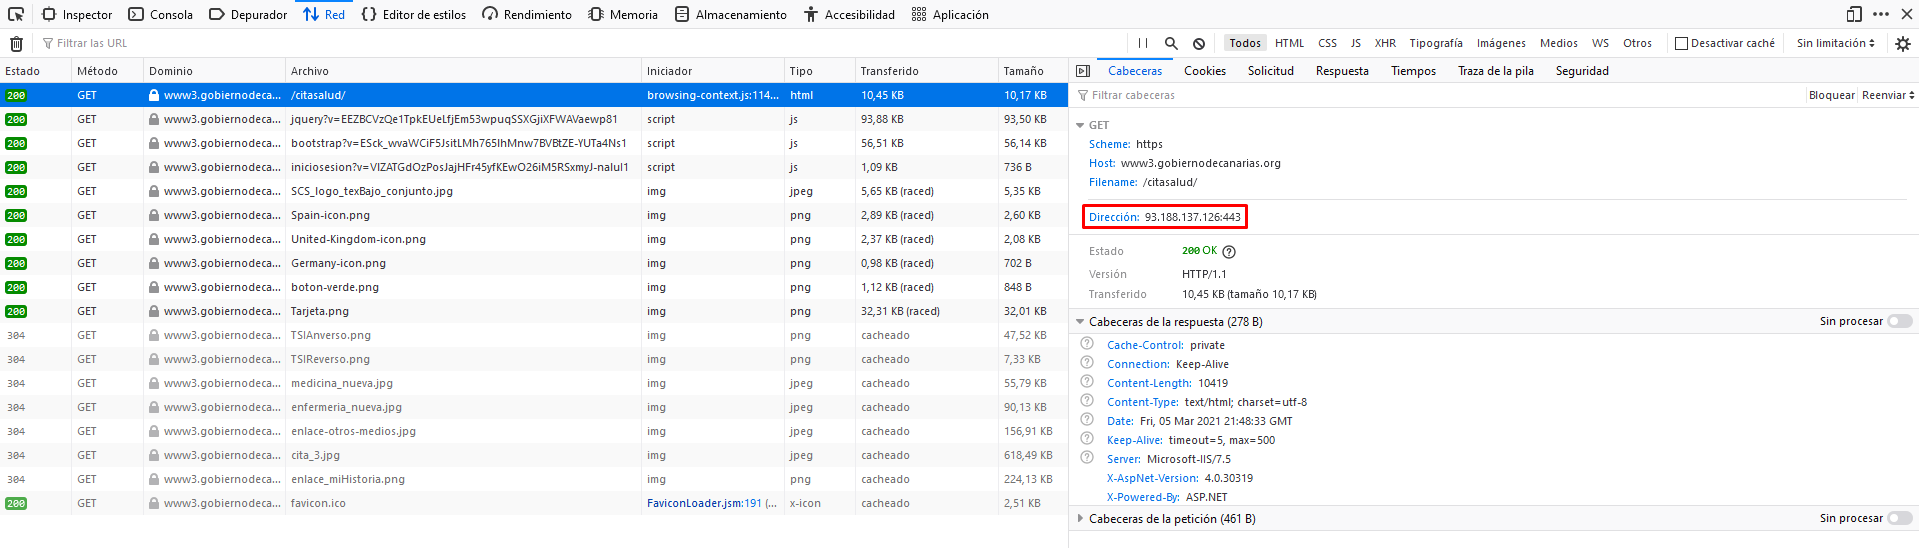 Inspector Consola Depurador Red Editor de estilos Rendimiento Memoria Almacenamiento Accesibilidad Aplicación
Filtrar las URL Todos HTML CSS JS XHR Tipografía Imágenes Medios WS Otros Desactivar caché Sin limitación
Estado Método Dominio Archivo Iniciador Tipo Transferido Tamaño
200 GET www3.gobiernodeca... /citasalud/ browsing-context.js:114... html 10,45 KB 10,17 KB
200 GET www3.gobiernodeca... jquery?v=EEZBCVzQe1TpkEUeLfjEm53wpuqSSXGjiXFWAVaewp81 script js 93,88 KB 93,50 KB
200 GET www3.gobiernodeca... bootstrap?v=ESck_wvaWCiF5JsitLMh765IhMnw7BVBtZE-YUTa4Ns1 script js 56,51 KB 56,14 KB
200 GET www3.gobiernodeca... iniciosesion?v=VIZATGdOzPosJajHFr45yfKEwO26iM5RSxmyJ-naIuI1 script js 1,09 KB 736 B
200 GET www3.gobiernodeca... SCS_logo_texBajo_conjunto.jpg img jpeg 5,65 KB (raced) 5,35 KB
200 GET www3.gobiernodeca... Spain-icon.png img png 2,89 KB (raced) 2,60 KB
200 GET www3.gobiernodeca... United-Kingdom-icon.png img png 2,37 KB (raced) 2,08 KB
200 GET www3.gobiernodeca... Germany-icon.png img png 0,98 KB (raced) 702 B
200 GET www3.gobiernodeca... boton-verde.png img png 1,12 KB (raced) 848 B
200 GET www3.gobiernodeca... Tarjeta.png img png 32,31 KB (raced) 32,01 KB
304 GET www3.gobiernodeca... TSIAnverso.png img png cacheado 47,52 KB
304 GET www3.gobiernodeca... TSIReverso.png img png cacheado 7,33 KB
304 GET www3.gobiernodeca... medicina_nueva.jpg img jpeg cacheado 55,79 KB
304 GET www3.gobiernodeca... enfermeria_nueva.jpg img jpeg cacheado 90,13 KB
304 GET www3.gobiernodeca... enlace-otros-medios.jpg img jpeg cacheado 156,91 KB
304 GET www3.gobiernodeca... cita_3.jpg img jpeg cacheado 618,49 KB
304 GET www3.gobiernodeca... enlace_miHistoria.png img png cacheado 224,13 KB
200 GET www3.gobiernodeca... favicon.ico FaviconLoader.jsm:191 (... x-icon cacheado 2,51 KB
Cabeceras Cookies Solicitud Respuesta Tiempos Traza de la pila Seguridad
Filtrar cabeceras Bloquear Reenviar
GET
Scheme: https
Host: www3.gobiernodecanarias.org
Filename: /citasalud/
Dirección: 93.188.137.126:443
Estado 200 OK
Versión HTTP/1.1
Transferido 10,45 KB (tamaño 10,17 KB)
Cabeceras de la respuesta (278 B) Sin procesar
Cache-Control: private
Connection: Keep-Alive
Content-Length: 10419
Content-Type: text/html; charset=utf-8
Date: Fri, 05 Mar 2021 21:48:33 GMT
Keep-Alive: timeout=5, max=500
Server: Microsoft-IIS/7.5
X-AspNet-Version: 4.0.30319
X-Powered-By: ASP.NET
Cabeceras de la petición (461 B) Sin procesar